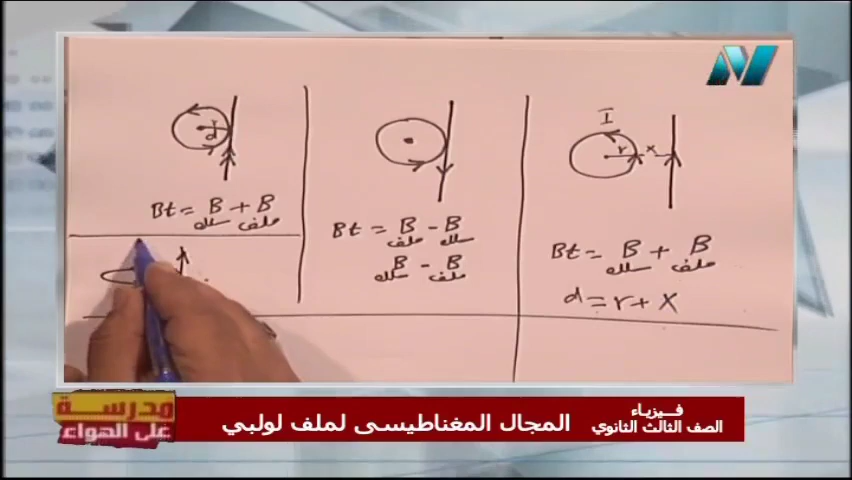 I
r
x
Bt = B + B
سلك ملف
d = r + x
Bt = B - B
ملف سلك
B - B
سلك ملف
r
d
Bt = B + B
سلك ملف
مدرسة
على الهواء
فـيزياء
الصف الثالث الثانوي
المجال المغناطيسى لملف لولبي